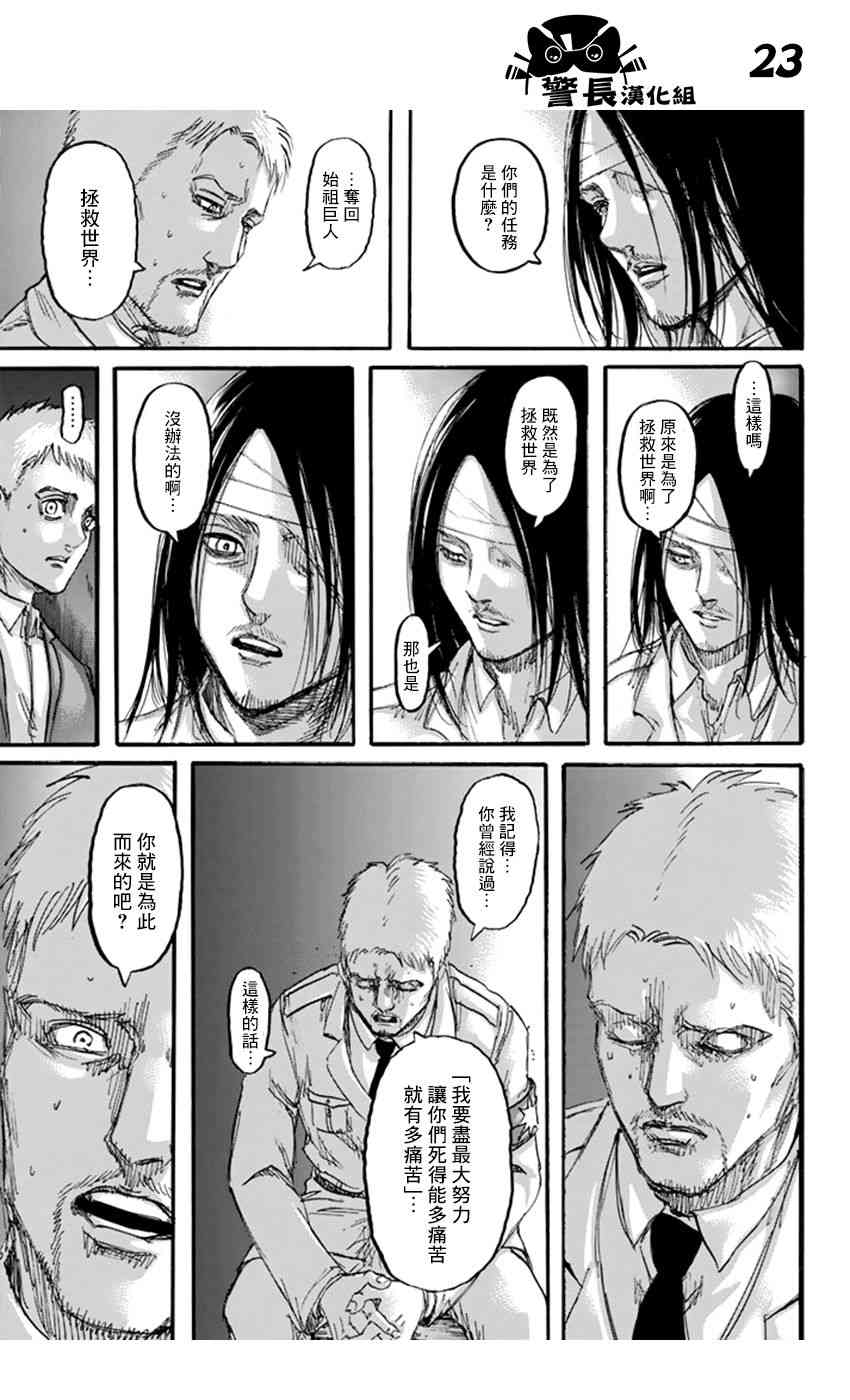 警長漢化組
23
你們的任務
是什麼?
…奪回
始祖巨人
拯救世界…
…這樣嗎
原來是為了
拯救世界啊…
既然是為了
拯救世界
那也是
沒辦法的啊…
……
我記得…
你曾經說過…
「我要盡最大努力
讓你們死得能多痛苦
就有多痛苦」…
這樣的話…
你就是為此
而來的吧?